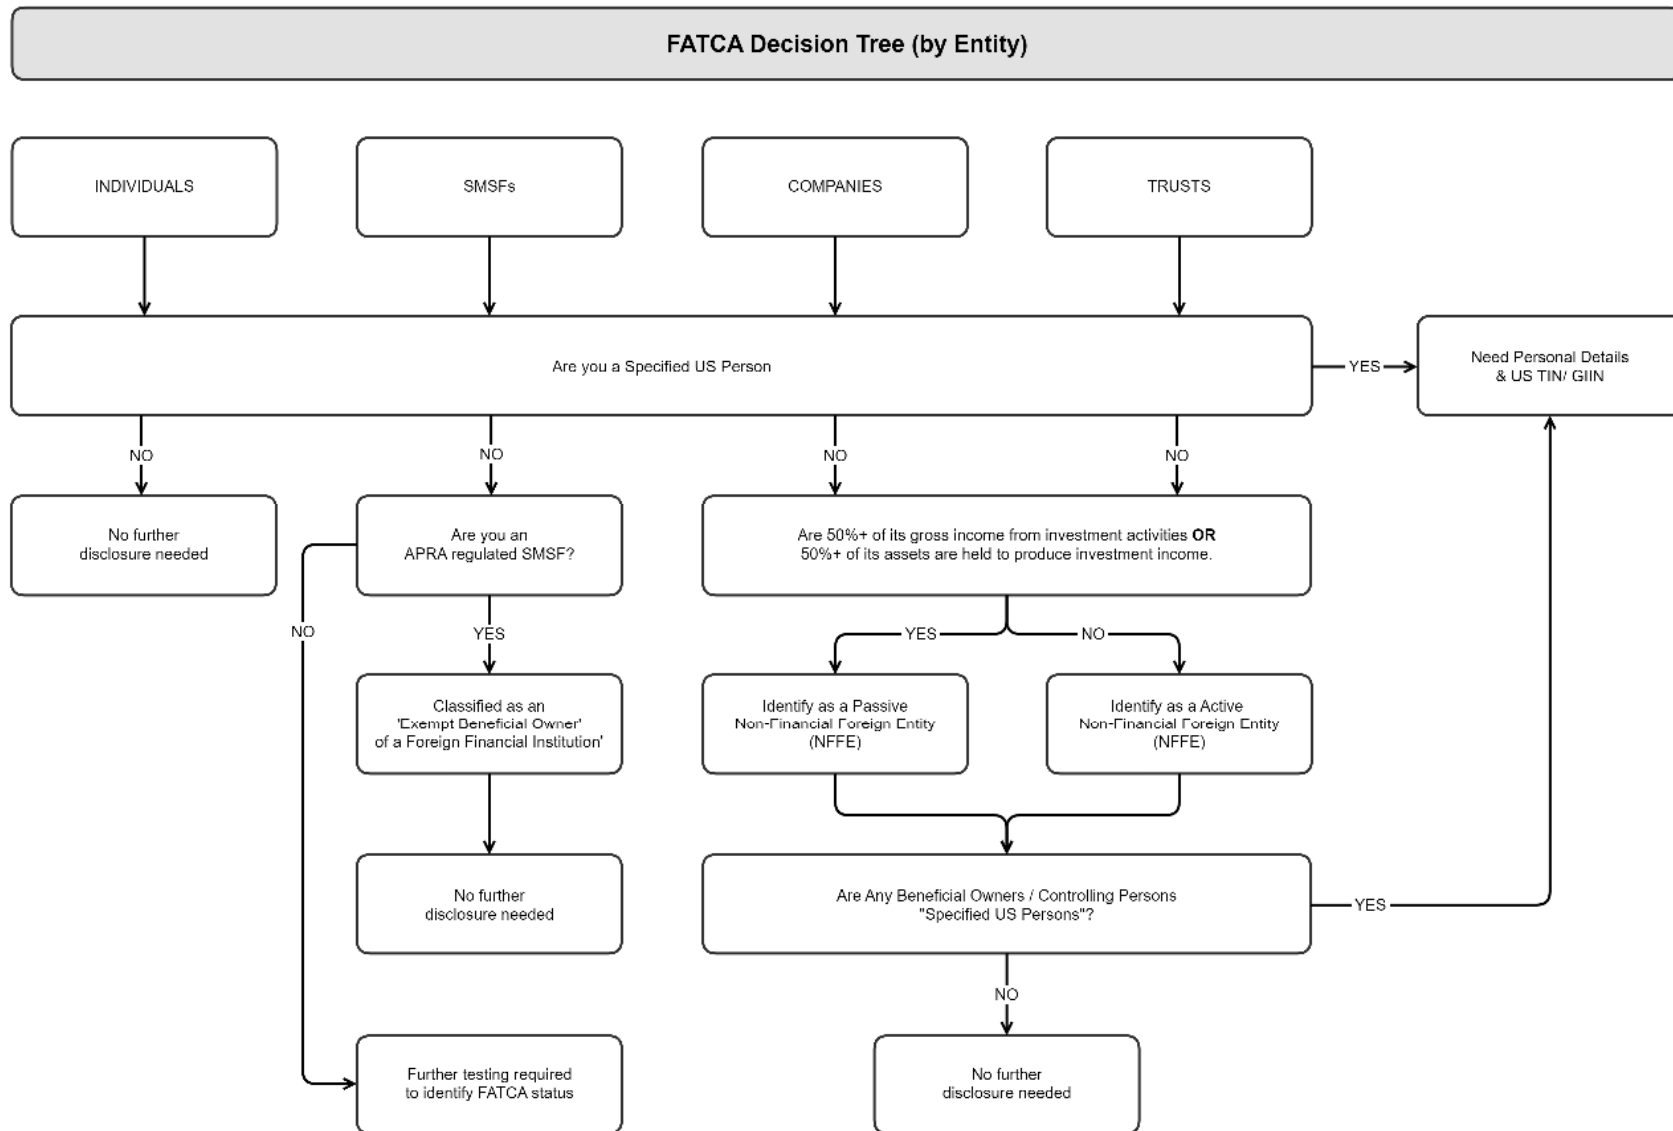 FATCA Decision Tree (by Entity)
INDIVIDUALS
SMSFs
COMPANIES
TRUSTS
Are you a Specified US Person
YES
Need Personal Details
& US TIN/ GIIN
NO
NO
NO
NO
No further
disclosure needed
Are you an
APRA regulated SMSF?
Are 50%+ of its gross income from investment activities OR
50%+ of its assets are held to produce investment income.
NO
YES
YES
NO
Classified as an
'Exempt Beneficial Owner'
of a Foreign Financial Institution'
Identify as a Passive
Non-Financial Foreign Entity
(NFFE)
Identify as a Active
Non-Financial Foreign Entity
(NFFE)
No further
disclosure needed
Are Any Beneficial Owners / Controlling Persons
"Specified US Persons"?
YES
NO
Further testing required
to identify FATCA status
No further
disclosure needed